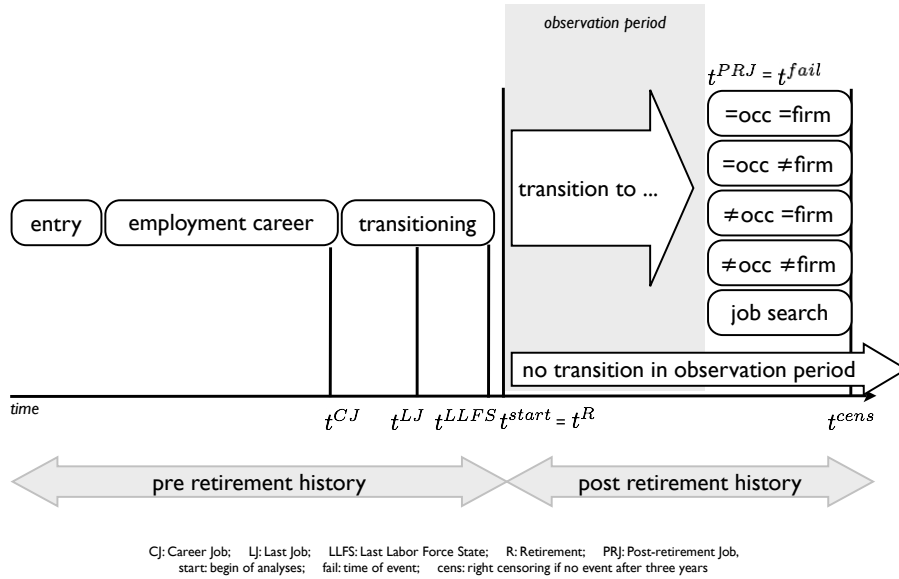 observation period
t^{PRJ} = t^{fail}
=occ =firm
=occ ≠firm
transition to ...
≠occ =firm
entry
employment career
transitioning
≠occ ≠firm
job search
no transition in observation period
time
t^{CJ} t^{LJ} t^{LLFS} t^{start} = t^{R} t^{cens}
pre retirement history
post retirement history
CJ: Career Job; LJ: Last Job; LLFS: Last Labor Force State; R: Retirement; PRJ: Post-retirement Job,
start: begin of analyses; fail: time of event; cens: right censoring if no event after three years